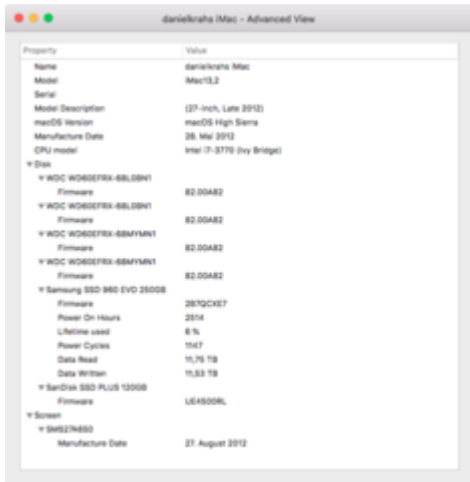 danielkrahs iMac - Advanced View
Property Value
Name danielkrahs iMac
Model iMac13,2
Serial
Model Description (27-inch, Late 2012)
macOS Version macOS High Sierra
Manufacture Date 28. Mai 2012
CPU model Intel i7-3770 (Ivy Bridge)
Disk
WDC WD60EFRX-68L0BN1
Firmware 82.00A82
WDC WD60EFRX-68L0BN1
Firmware 82.00A82
WDC WD60EFRX-68MYMN1
Firmware 82.00A82
WDC WD60EFRX-68MYMN1
Firmware 82.00A82
Samsung SSD 960 EVO 250GB
Firmware 2B7QCXE7
Power On Hours 2514
Lifetime used 6 %
Power Cycles 1147
Data Read 11,75 TB
Data Written 11,53 TB
SanDisk SSD PLUS 120GB
Firmware UE4500RL
Screen
SMS27A850
Manufacture Date 27. August 2012